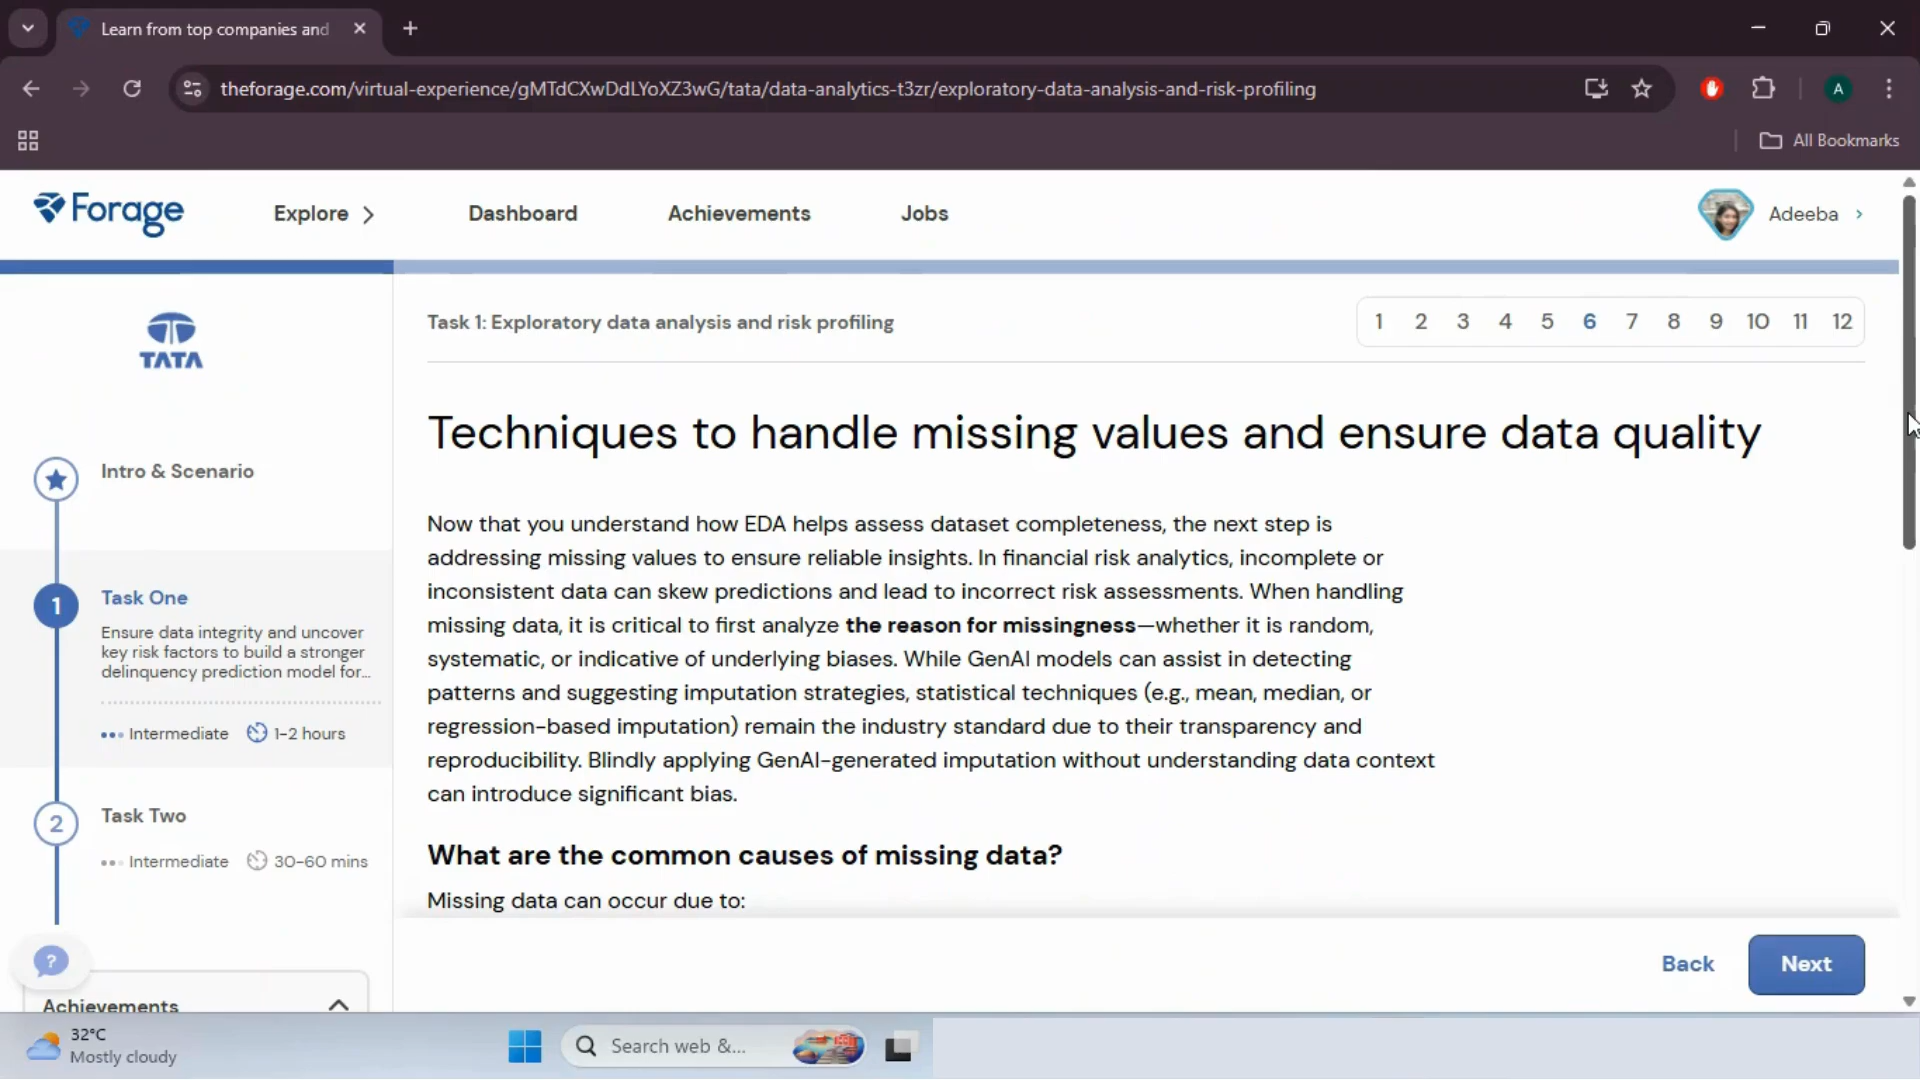 Learn from top companies and
theforage.com/virtual-experience/gMTdCXwDdLYoXZ3wG/tata/data-analytics-t3zr/exploratory-data-analysis-and-risk-profiling
A
All Bookmarks
Forage
Explore
Dashboard
Achievements
Jobs
Adeeba
TATA
Intro & Scenario
1
Task One
Ensure data integrity and uncover
key risk factors to build a stronger
delinquency prediction model for...
Intermediate
1-2 hours
2
Task Two
Intermediate
30-60 mins
?
Achievements
Task 1: Exploratory data analysis and risk profiling
1 2 3 4 5 6 7 8 9 10 11 12
Techniques to handle missing values and ensure data quality
Now that you understand how EDA helps assess dataset completeness, the next step is
addressing missing values to ensure reliable insights. In financial risk analytics, incomplete or
inconsistent data can skew predictions and lead to incorrect risk assessments. When handling
missing data, it is critical to first analyze the reason for missingness—whether it is random,
systematic, or indicative of underlying biases. While GenAI models can assist in detecting
patterns and suggesting imputation strategies, statistical techniques (e.g., mean, median, or
regression-based imputation) remain the industry standard due to their transparency and
reproducibility. Blindly applying GenAI-generated imputation without understanding data context
can introduce significant bias.
What are the common causes of missing data?
Missing data can occur due to:
Back
Next
32°C
Mostly cloudy
Search web &...